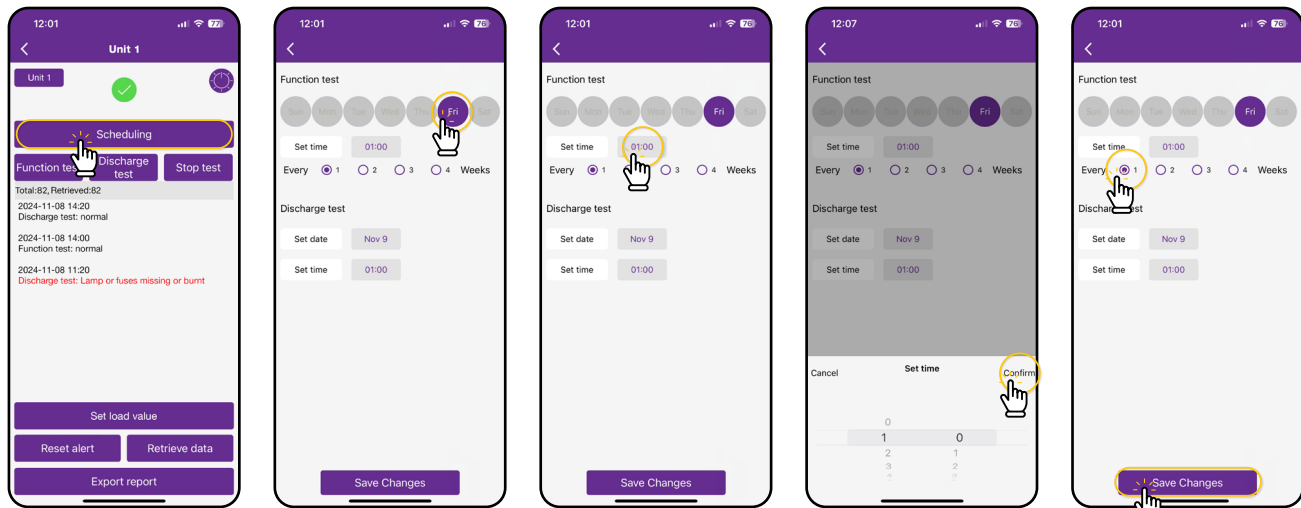 12:01
77
Unit 1
Unit 1
Scheduling
Function test
Discharge
test
Stop test
Total:82, Retrieved:82
2024-11-08 14:20
Discharge test: normal
2024-11-08 14:00
Function test: normal
2024-11-08 11:20
Discharge test: Lamp or fuses missing or burnt
Set load value
Reset alert
Retrieve data
Export report
12:01
76
Function test
Sun Mon Tue Wed Thu Fri Sat
Set time 01:00
Every 1 2 3 4 Weeks
Discharge test
Set date Nov 9
Set time 01:00
Save Changes
12:01
76
Function test
Sun Mon Tue Wed Thu Fri Sat
Set time 01:00
Every 1 3 4 Weeks
Discharge test
Set date Nov 9
Set time 01:00
Save Changes
12:07
76
Function test
Sun Mon Tue Wed Thu Fri Sat
Set time 01:00
Every 1 2 3 4 Weeks
Discharge test
Set date Nov 9
Set time 01:00
Cancel Set time Confirm
0
1 0
2 1
3 2
12:01
76
Function test
Sun Mon Tue Wed Thu Fri Sat
Set time 01:00
Every 1 2 3 4 Weeks
Discharge test
Set date Nov 9
Set time 01:00
Save Changes